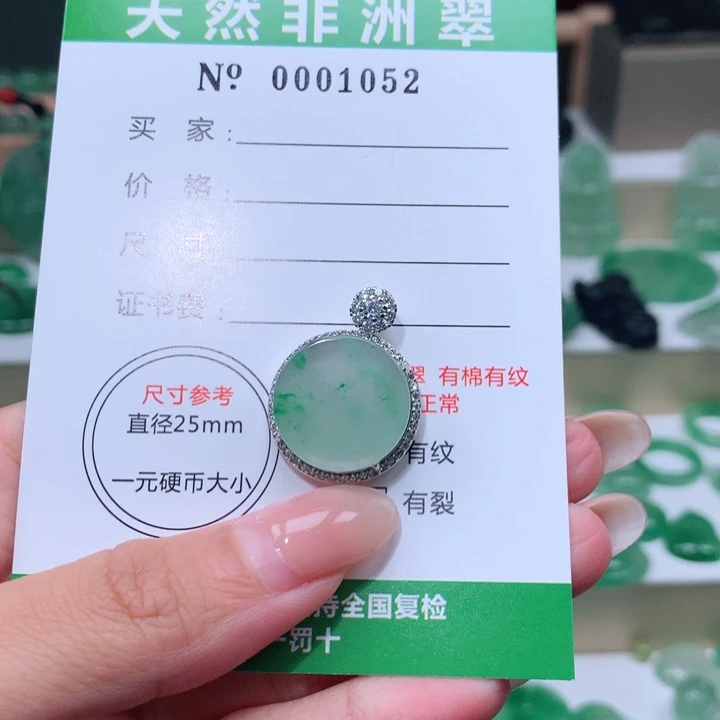 天然非洲翠
Nº 0001052
买 家:
价 格:
尺 寸:
证书费:
尺寸参考
直径25mm
一元硬币大小
翠 有棉有纹
正常
有纹
有裂
持全国复检
罚十